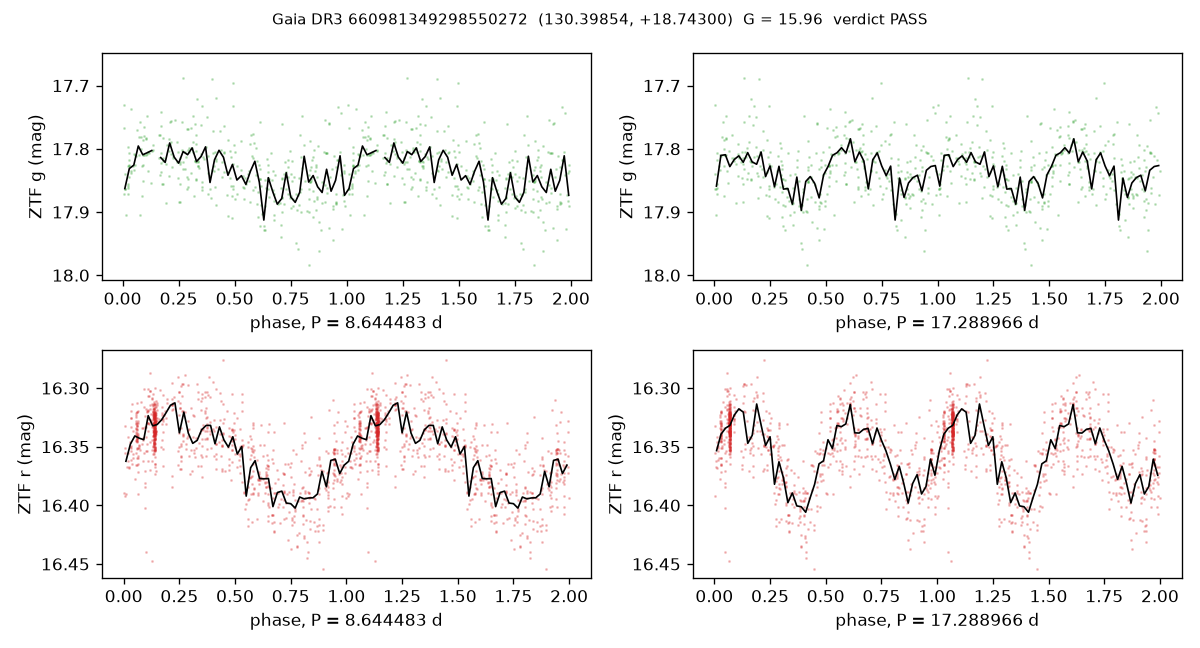 Gaia DR3 660981349298550272  (130.39854, +18.74300)  G = 15.96  verdict PASS
ZTF g (mag)
17.7
17.8
17.9
18.0
0.00 0.25 0.50 0.75 1.00 1.25 1.50 1.75 2.00
phase, P = 8.644483 d
ZTF g (mag)
17.7
17.8
17.9
18.0
0.00 0.25 0.50 0.75 1.00 1.25 1.50 1.75 2.00
phase, P = 17.288966 d
ZTF r (mag)
16.30
16.35
16.40
16.45
0.00 0.25 0.50 0.75 1.00 1.25 1.50 1.75 2.00
phase, P = 8.644483 d
ZTF r (mag)
16.30
16.35
16.40
16.45
0.00 0.25 0.50 0.75 1.00 1.25 1.50 1.75 2.00
phase, P = 17.288966 d